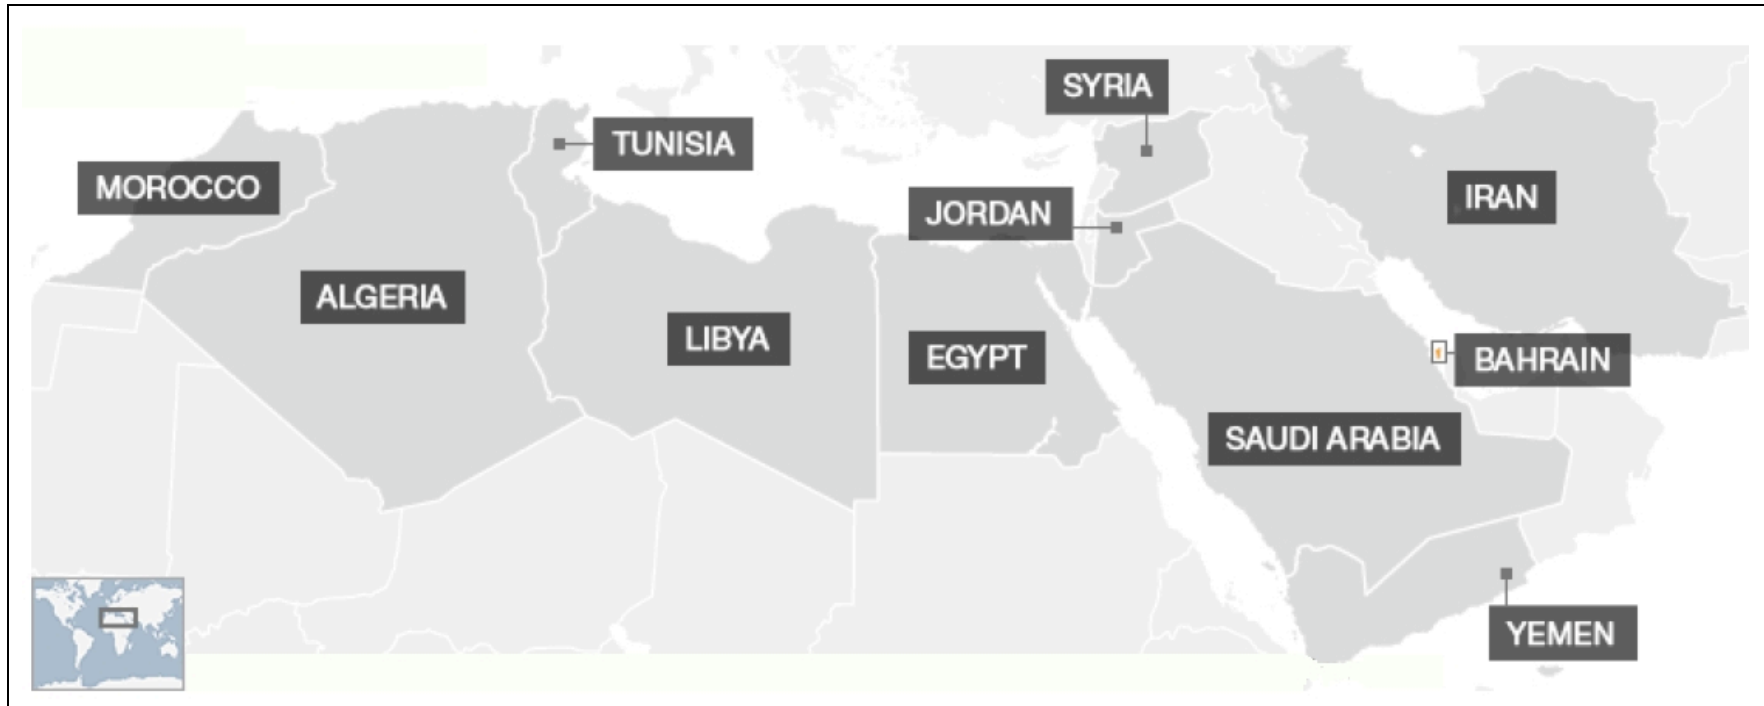 SYRIA
TUNISIA
MOROCCO
IRAN
JORDAN
ALGERIA
LIBYA
EGYPT
BAHRAIN
SAUDI ARABIA
YEMEN